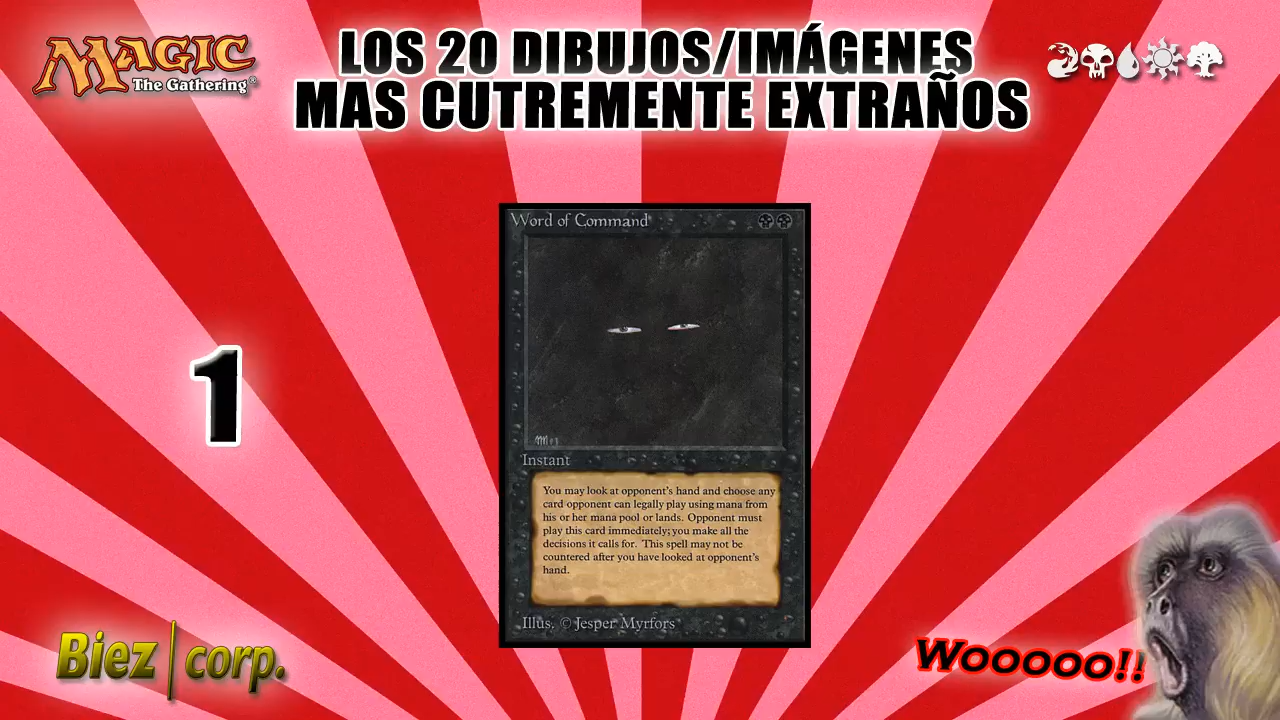 MAGIC
The Gathering®
LOS 20 DIBUJOS/IMÁGENES
MAS CUTREMENTE EXTRAÑOS
1
Word of Command
Instant
You may look at opponent's hand and choose any
card opponent can legally play using mana from
his or her mana pool or lands. Opponent must
play this card immediately; you make all the
decisions it calls for. This spell may not be
countered after you have looked at opponent's
hand.
Illus. © Jesper Myrfors
Biez | corp.
Wooooo!!